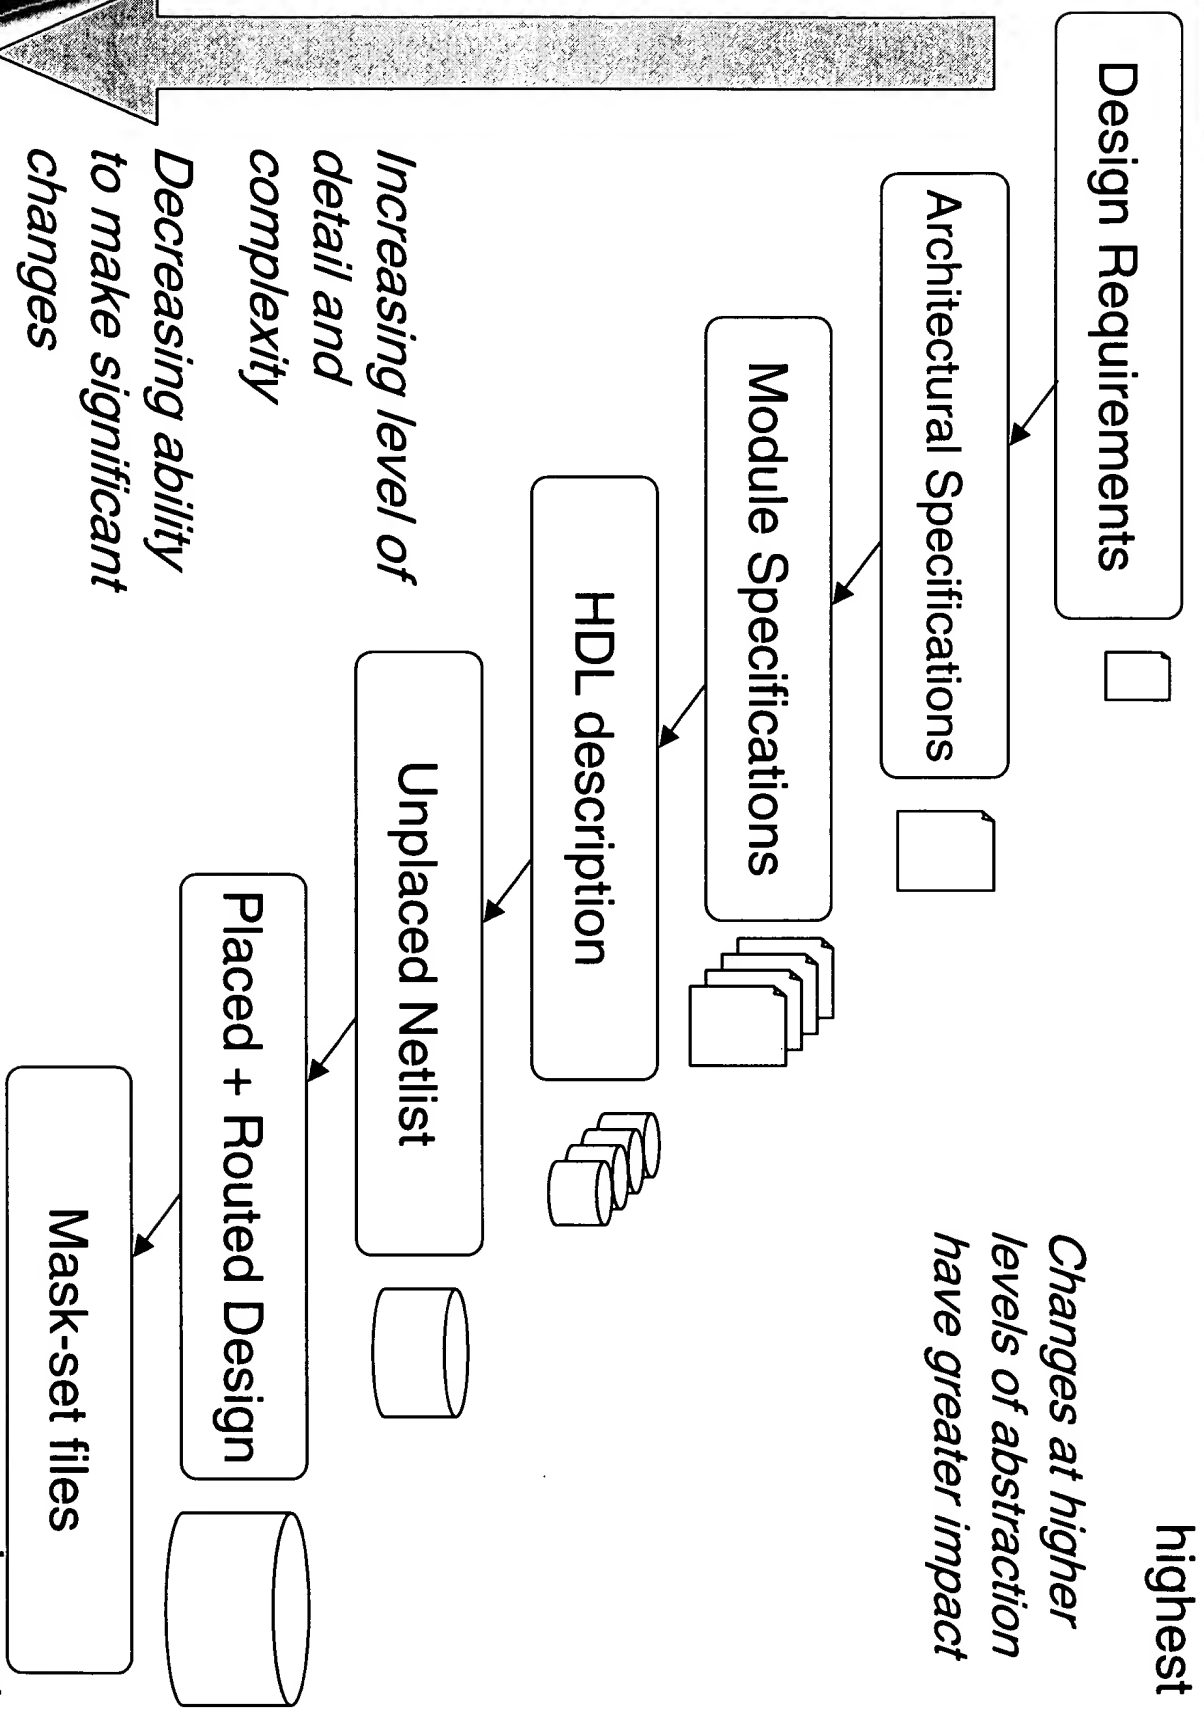 highest
Design Requirements
Changes at higher
levels of abstraction
have greater impact
Architectural Specifications
Module Specifications
HDL description
Increasing level of
detail and
complexity
Unplaced Netlist
Decreasing ability
to make significant
changes
Placed + Routed Design
Mask-set files